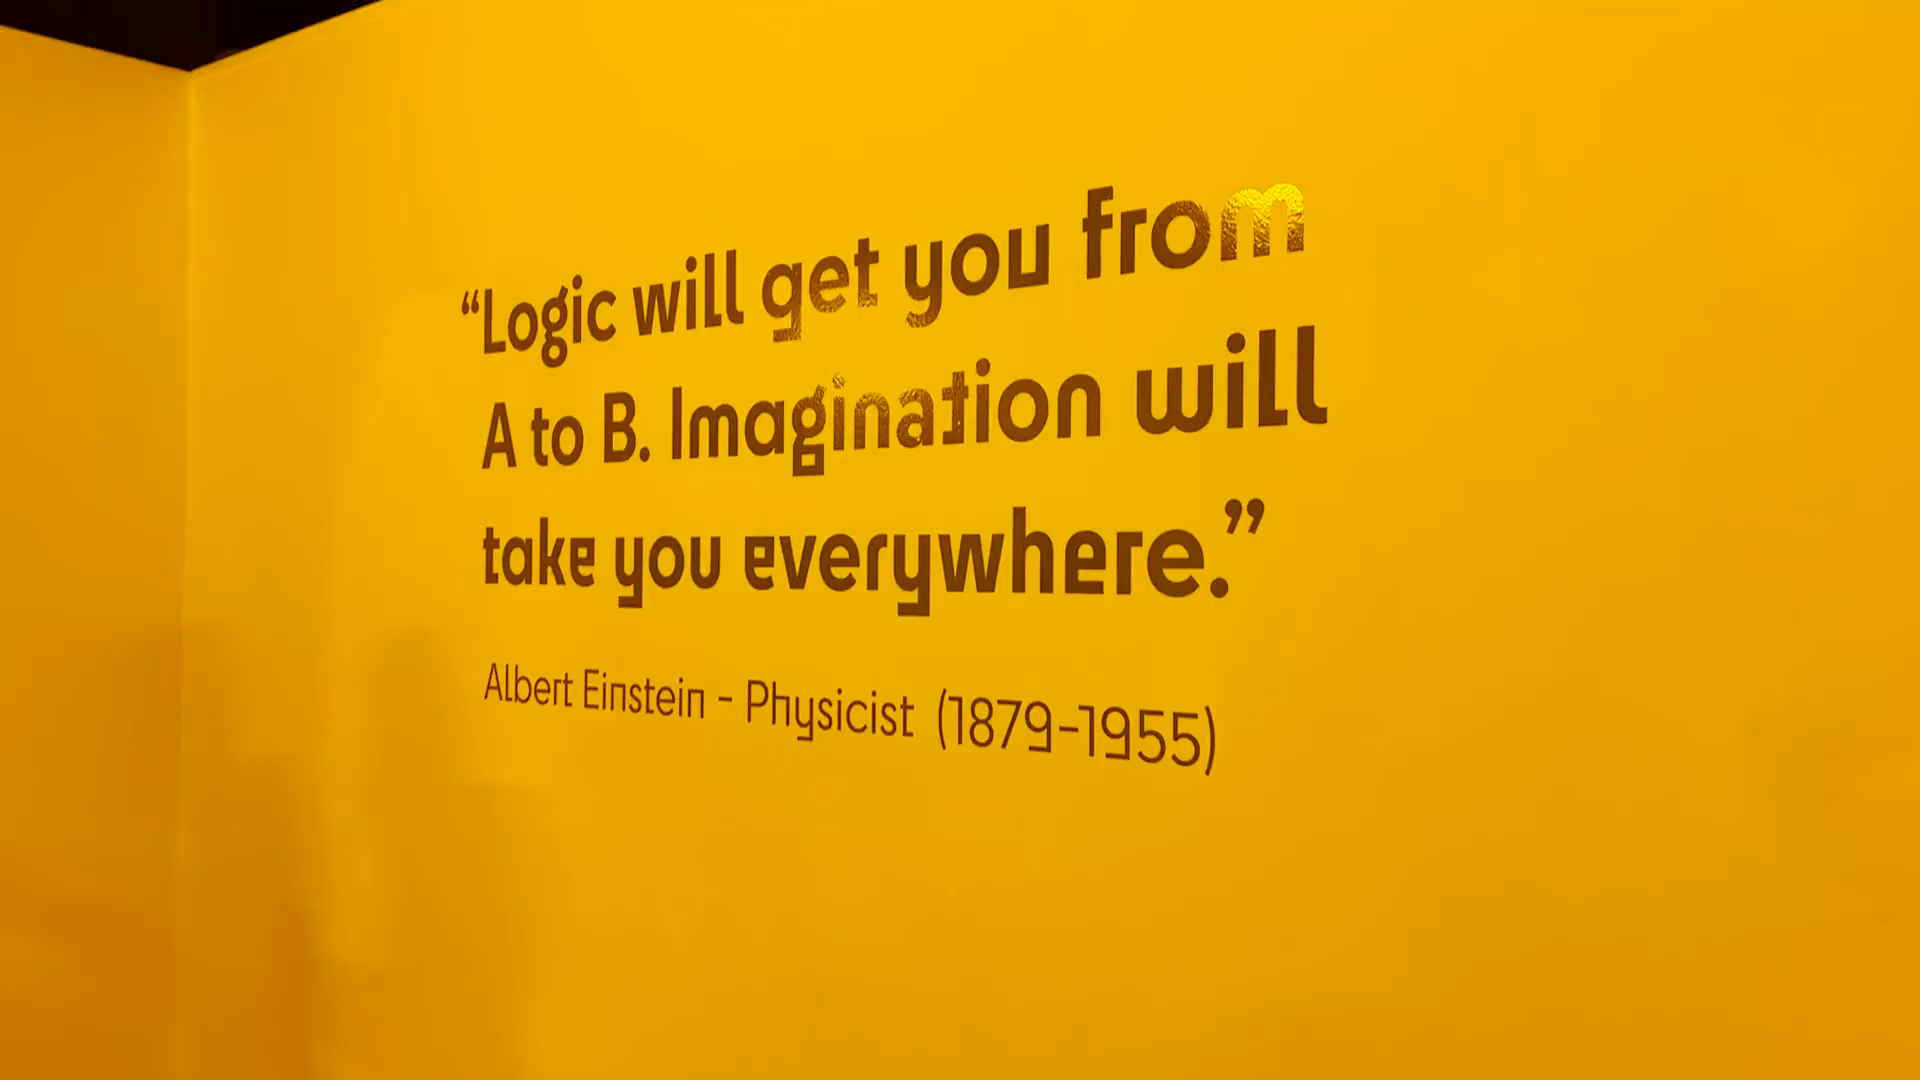 “Logic will get you from
A to B. Imagination will
take you everywhere.”
Albert Einstein - Physicist (1879-1955)